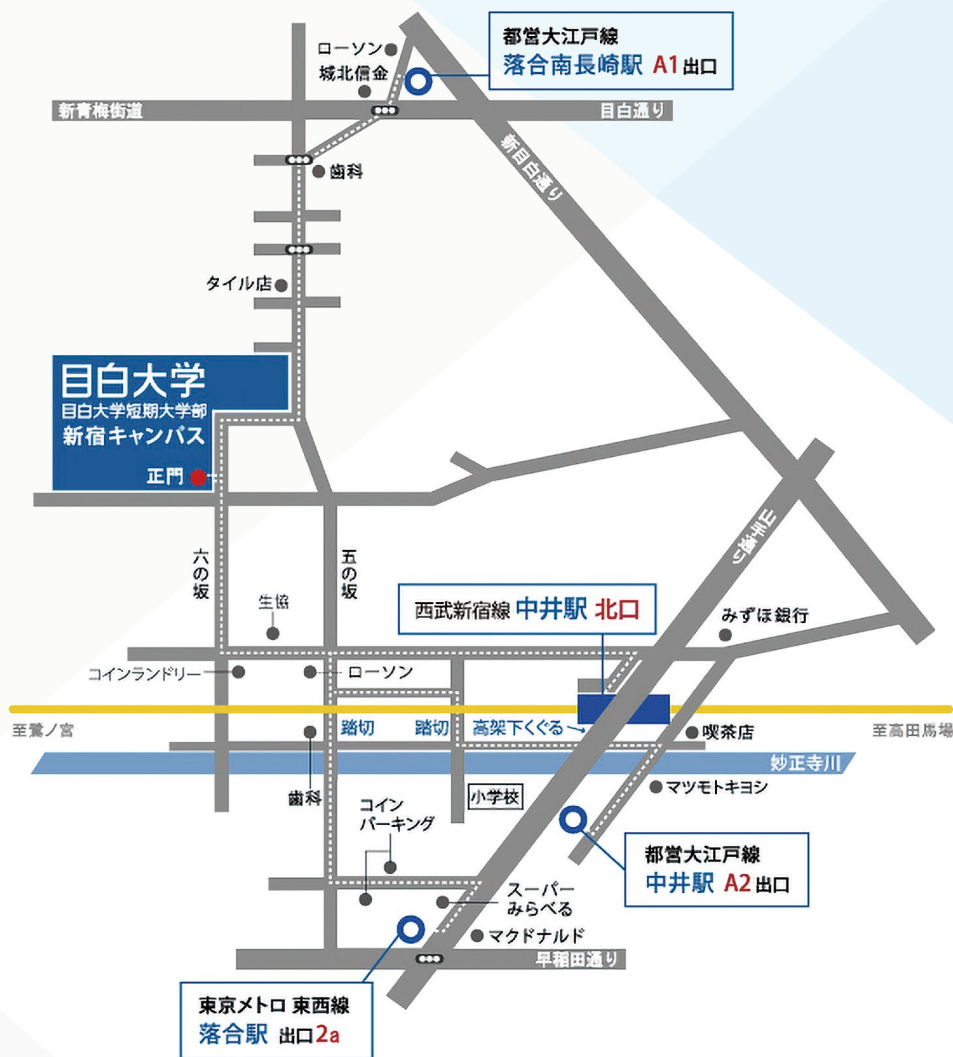 都営大江戸線
落合南長崎駅 A1出口
ローソン
城北信金
新青梅街道
目白通り
新目白通り
歯科
タイル店
目白大学
目白大学短期大学部
新宿キャンパス
正門
六の坂
五の坂
山手通り
生協
西武新宿線 中井駅 北口
みずほ銀行
コインランドリー
ローソン
至鷺ノ宮
踏切
踏切
高架下くぐる→
喫茶店
至高田馬場
妙正寺川
歯科
小学校
マツモトキヨシ
コイン
パーキング
都営大江戸線
中井駅 A2出口
スーパー
みらべる
マクドナルド
早稲田通り
東京メトロ 東西線
落合駅 出口2a